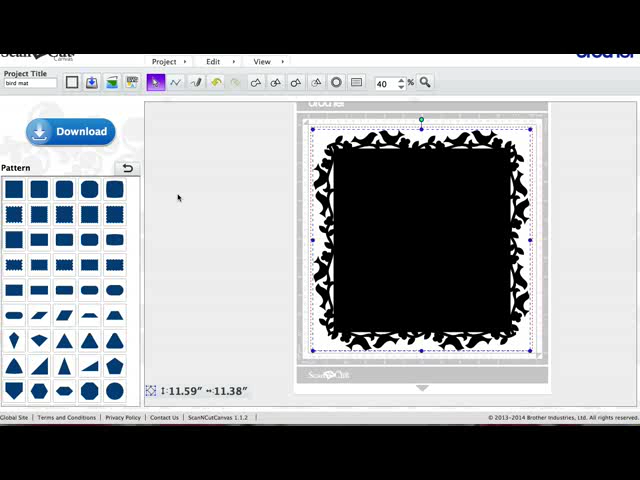 ScanNCut
Canvas
brother
Project Edit View
Project Title
bird mat
40 %
brother
Download
Pattern
ScanNCut
11.59" 11.38"
Global Site | Terms and Conditions | Privacy Policy | Contact Us | ScanNCutCanvas 1.1.2 |
© 2013-2014 Brother Industries, Ltd. All rights reserved.